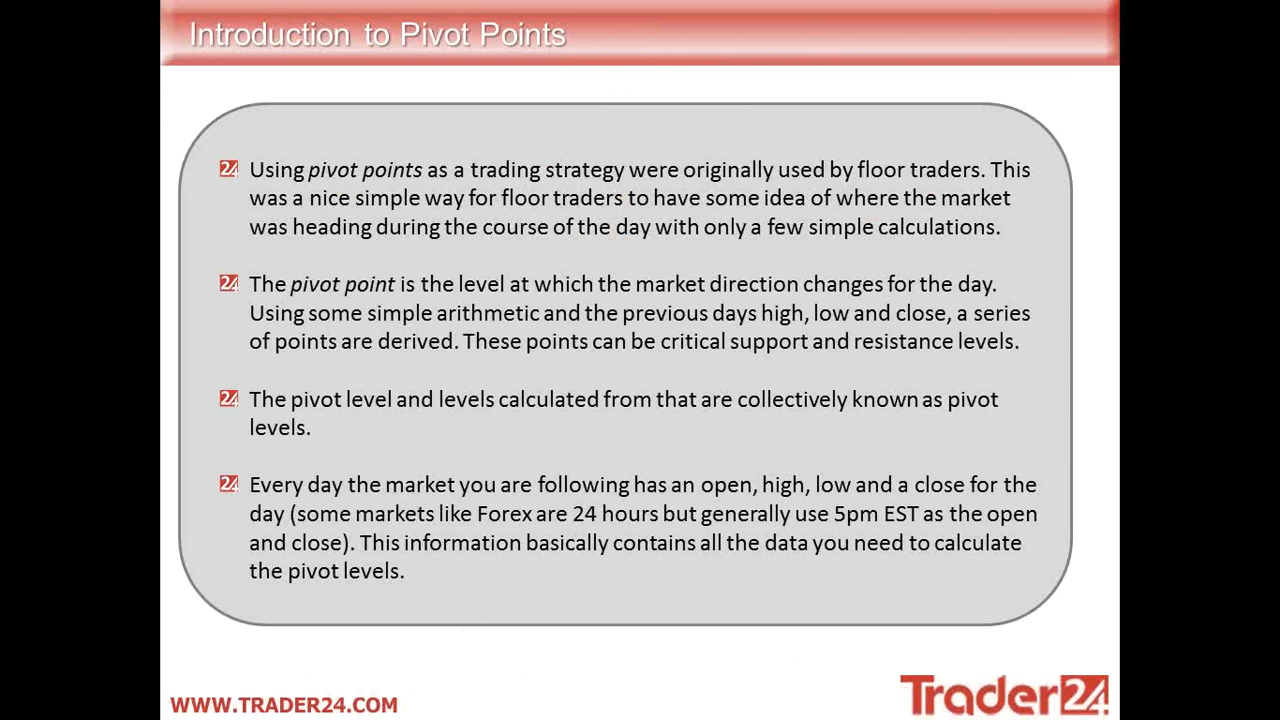 Introduction to Pivot Points
24 Using pivot points as a trading strategy were originally used by floor traders. This
was a nice simple way for floor traders to have some idea of where the market
was heading during the course of the day with only a few simple calculations.
24 The pivot point is the level at which the market direction changes for the day.
Using some simple arithmetic and the previous days high, low and close, a series
of points are derived. These points can be critical support and resistance levels.
24 The pivot level and levels calculated from that are collectively known as pivot
levels.
24 Every day the market you are following has an open, high, low and a close for the
day (some markets like Forex are 24 hours but generally use 5pm EST as the open
and close). This information basically contains all the data you need to calculate
the pivot levels.
WWW.TRADER24.COM
Trader24